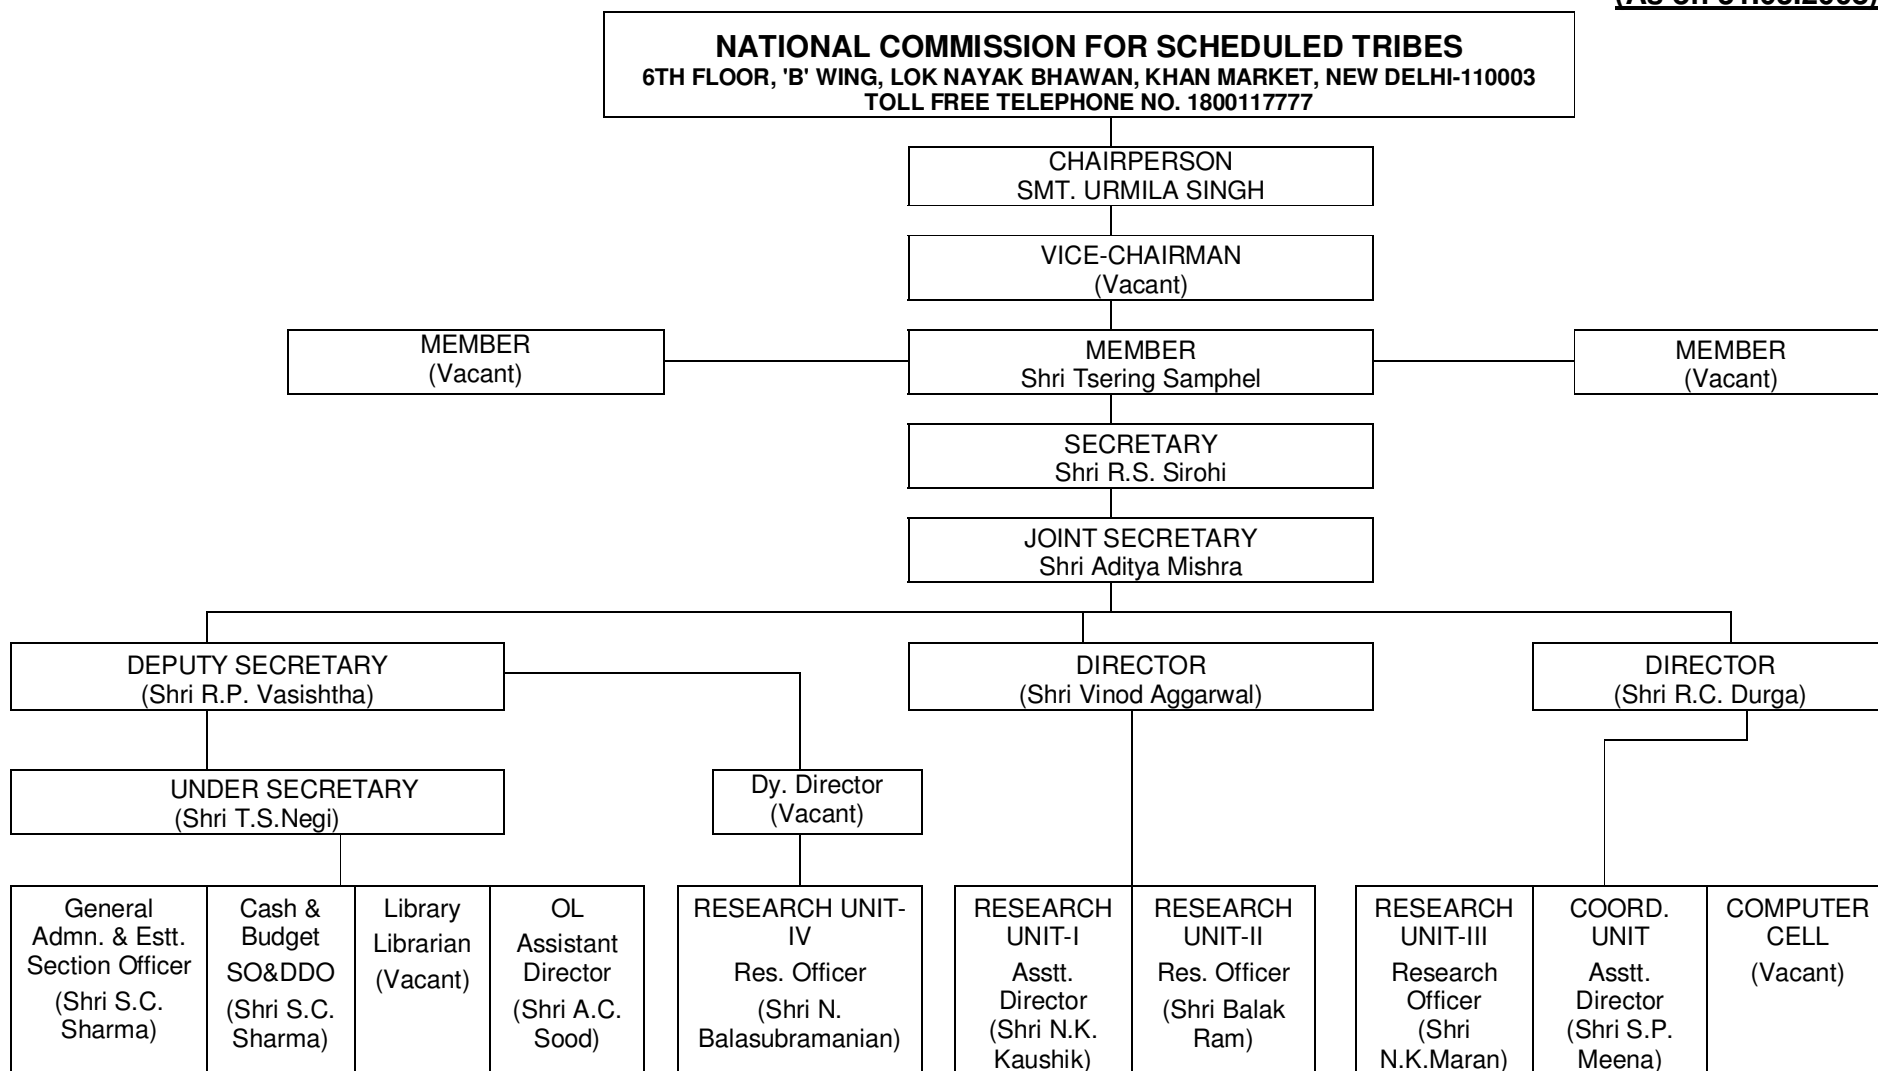 NATIONAL COMMISSION FOR SCHEDULED TRIBES
6TH FLOOR, 'B' WING, LOK NAYAK BHAWAN, KHAN MARKET, NEW DELHI-110003
TOLL FREE TELEPHONE NO. 1800117777
CHAIRPERSON
SMT. URMILA SINGH
VICE-CHAIRMAN
(Vacant)
MEMBER
(Vacant)
MEMBER
Shri Tsering Samphel
MEMBER
(Vacant)
SECRETARY
Shri R.S. Sirohi
JOINT SECRETARY
Shri Aditya Mishra
DEPUTY SECRETARY
(Shri R.P. Vasishtha)
DIRECTOR
(Shri Vinod Aggarwal)
DIRECTOR
(Shri R.C. Durga)
UNDER SECRETARY
(Shri T.S.Negi)
Dy. Director
(Vacant)
General
Admn. & Estt.
Section Officer
(Shri S.C.
Sharma)
Cash &
Budget
SO&DDO
(Shri S.C.
Sharma)
Library
Librarian
(Vacant)
OL
Assistant
Director
(Shri A.C.
Sood)
RESEARCH UNIT-
IV
Res. Officer
(Shri N.
Balasubramanian)
RESEARCH
UNIT-I
Asstt.
Director
(Shri N.K.
Kaushik)
RESEARCH
UNIT-II
Res. Officer
(Shri Balak
Ram)
RESEARCH
UNIT-III
Research
Officer
(Shri
N.K.Maran)
COORD.
UNIT
Asstt.
Director
(Shri S.P.
Meena)
COMPUTER
CELL
(Vacant)